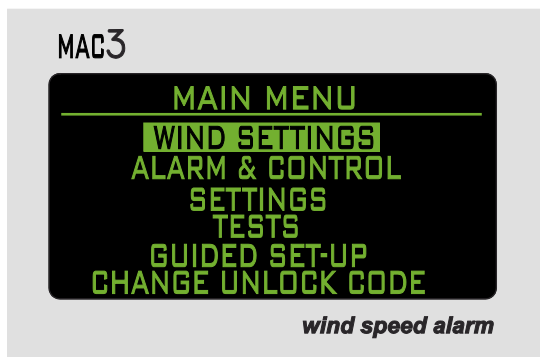 MAC3
MAIN MENU
WIND SETTINGS
ALARM & CONTROL
SETTINGS
TESTS
GUIDED SET-UP
CHANGE UNLOCK CODE
wind speed alarm